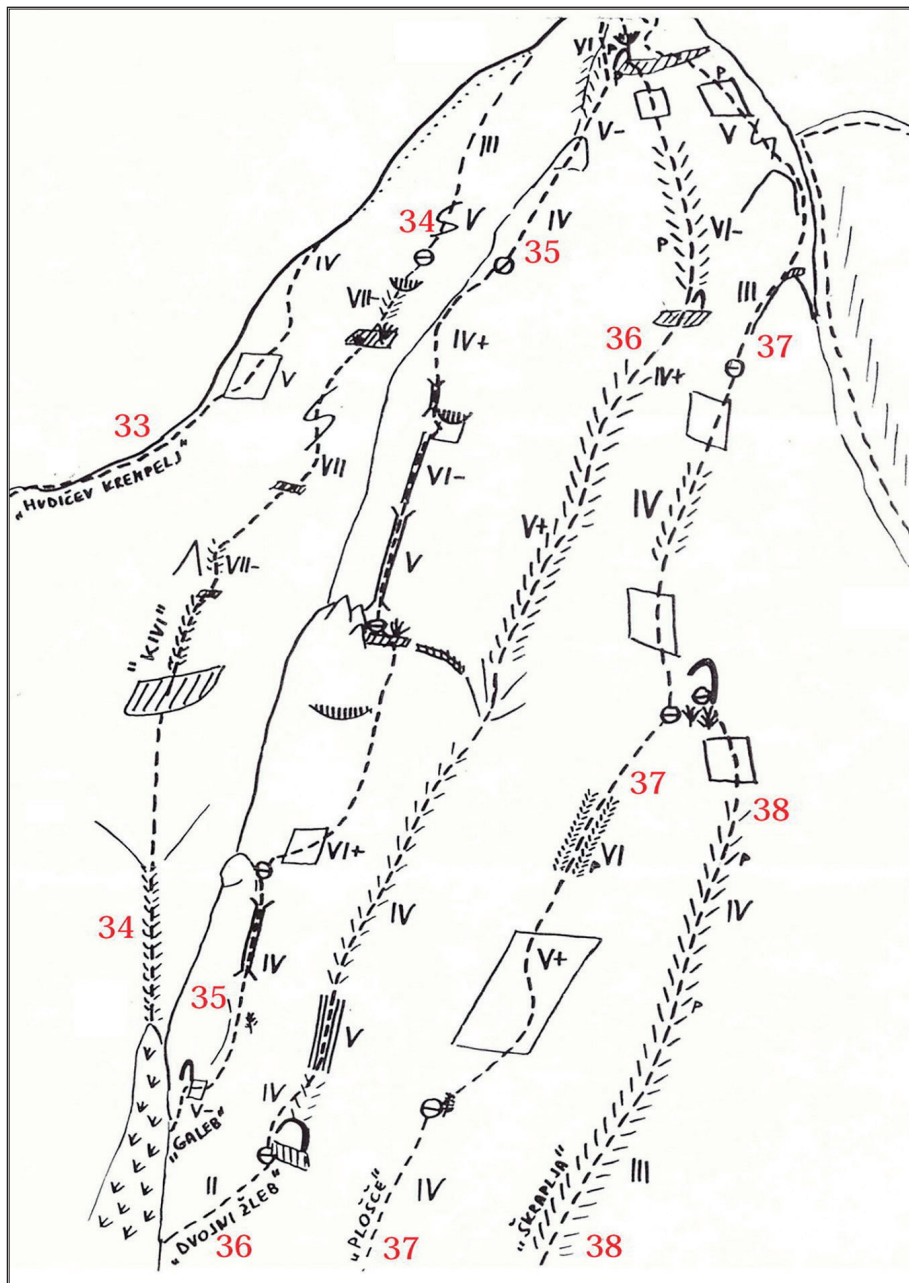 VI
P
P
P
III
V-
V
34
V
IV
VI-
35
IV
P
VII-
III
36
37
IV+
IV+
V
33
„HUDIČEV KREMPELJ"
VII
VI-
IV
V+
V
VII-
„KIVI"
37
38
VI+
VI
P
P
IV
IV
34
V+
IV
35
P
V
V-
IV
„GALEB"
II
IV
III
„DVOJNI ŽLEB"
„PLOŠČE"
„ŠKRAPLJA"
36
37
38